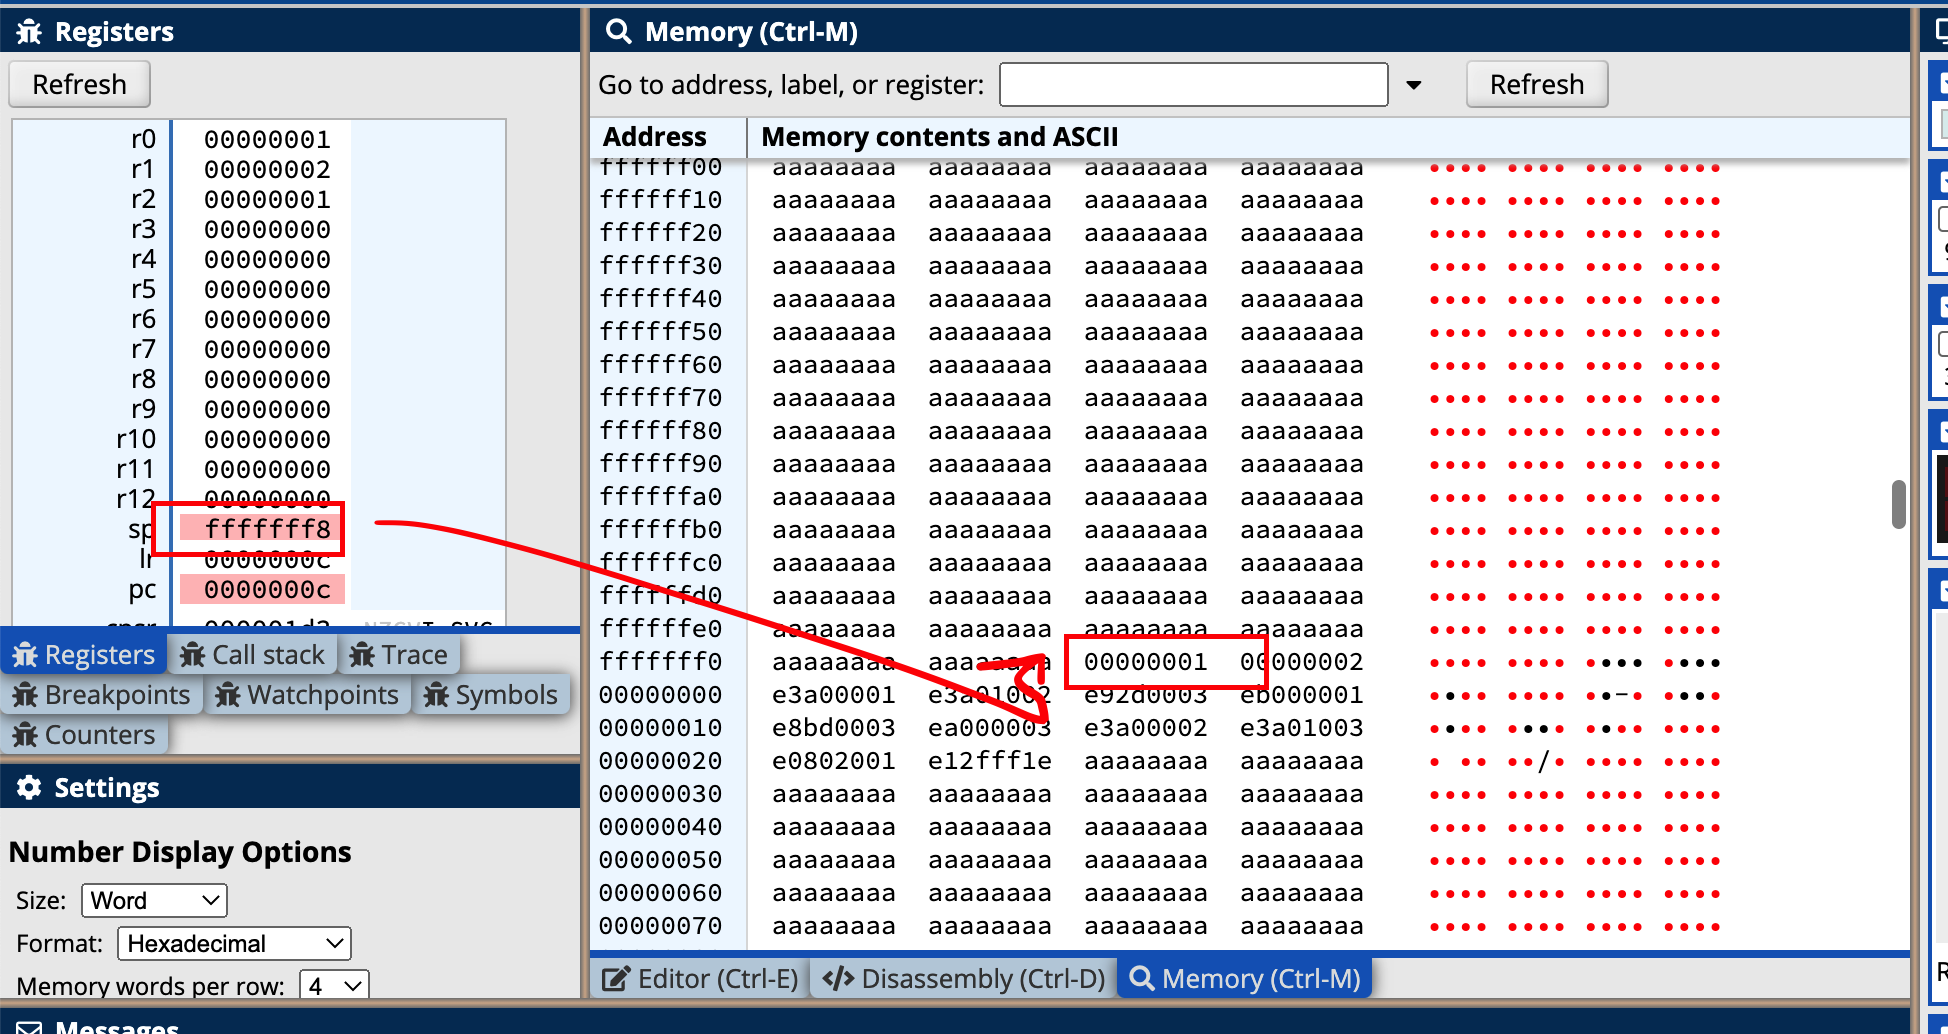 Registers
Refresh
r0 00000001
r1 00000002
r2 00000001
r3 00000000
r4 00000000
r5 00000000
r6 00000000
r7 00000000
r8 00000000
r9 00000000
r10 00000000
r11 00000000
r12 00000000
sp fffffff8
lr 0000000c
pc 0000000c
cpsr 000001d3 NZCVI SVC
Registers Call stack Trace
Breakpoints Watchpoints Symbols
Counters
Settings
Number Display Options
Size: Word
Format: Hexadecimal
Memory words per row: 4
Messages
Memory (Ctrl-M)
Go to address, label, or register: Refresh
Address Memory contents and ASCII
ffffff00 aaaaaaaa aaaaaaaa aaaaaaaa aaaaaaaa
ffffff10 aaaaaaaa aaaaaaaa aaaaaaaa aaaaaaaa
ffffff20 aaaaaaaa aaaaaaaa aaaaaaaa aaaaaaaa
ffffff30 aaaaaaaa aaaaaaaa aaaaaaaa aaaaaaaa
ffffff40 aaaaaaaa aaaaaaaa aaaaaaaa aaaaaaaa
ffffff50 aaaaaaaa aaaaaaaa aaaaaaaa aaaaaaaa
ffffff60 aaaaaaaa aaaaaaaa aaaaaaaa aaaaaaaa
ffffff70 aaaaaaaa aaaaaaaa aaaaaaaa aaaaaaaa
ffffff80 aaaaaaaa aaaaaaaa aaaaaaaa aaaaaaaa
ffffff90 aaaaaaaa aaaaaaaa aaaaaaaa aaaaaaaa
ffffffa0 aaaaaaaa aaaaaaaa aaaaaaaa aaaaaaaa
ffffffb0 aaaaaaaa aaaaaaaa aaaaaaaa aaaaaaaa
ffffffc0 aaaaaaaa aaaaaaaa aaaaaaaa aaaaaaaa
ffffffd0 aaaaaaaa aaaaaaaa aaaaaaaa aaaaaaaa
ffffffe0 aaaaaaaa aaaaaaaa aaaaaaaa aaaaaaaa
fffffff0 aaaaaaaa aaaaaaaa 00000001 00000002
00000000 e3a00001 e3a01002 e92d0003 eb000001 -
00000010 e8bd0003 ea000003 e3a00002 e3a01003
00000020 e0802001 e12fff1e aaaaaaaa aaaaaaaa /
00000030 aaaaaaaa aaaaaaaa aaaaaaaa aaaaaaaa
00000040 aaaaaaaa aaaaaaaa aaaaaaaa aaaaaaaa
00000050 aaaaaaaa aaaaaaaa aaaaaaaa aaaaaaaa
00000060 aaaaaaaa aaaaaaaa aaaaaaaa aaaaaaaa
00000070 aaaaaaaa aaaaaaaa aaaaaaaa aaaaaaaa
Editor (Ctrl-E) Disassembly (Ctrl-D) Memory (Ctrl-M)